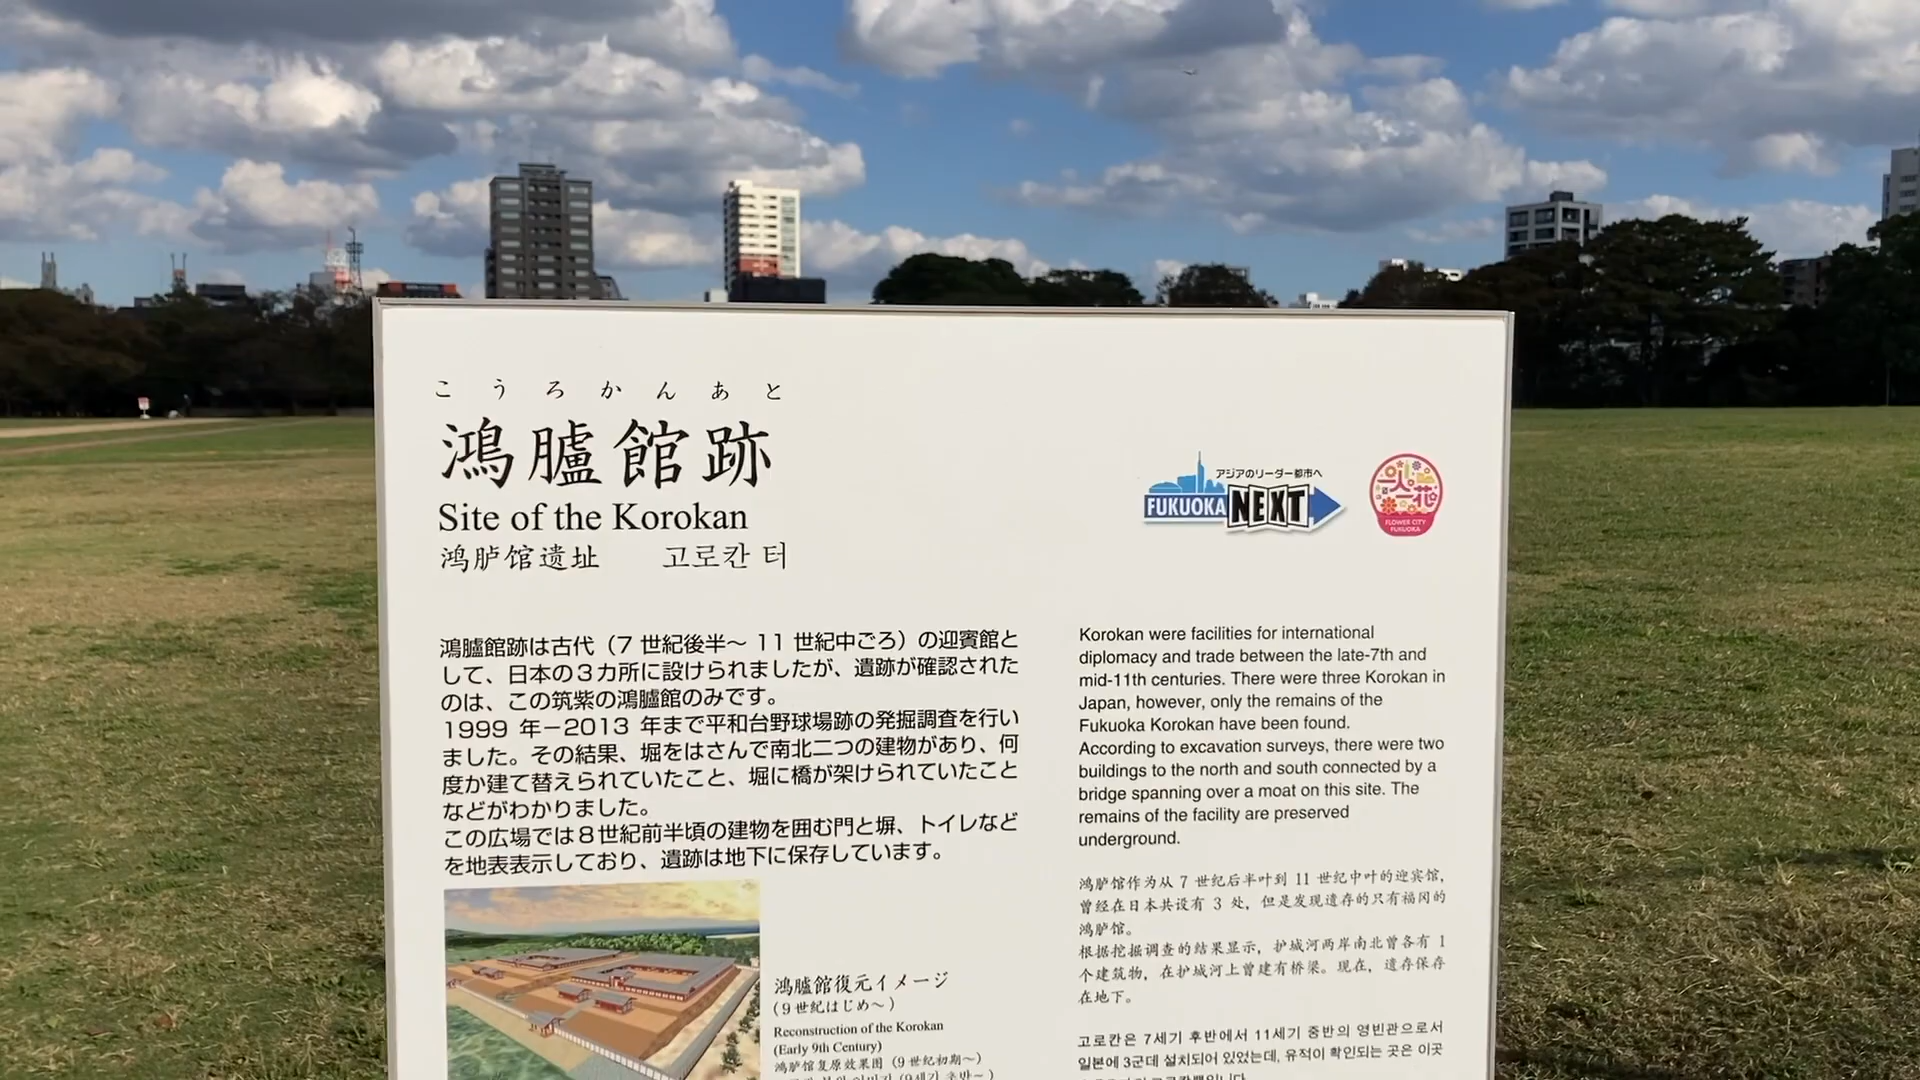 こうろかんあと
鴻臚館跡
Site of the Korokan
鸿胪馆遗址 고로칸 터
アジアのリーダー都市へ
FUKUOKA NEXT
一人一花
FLOWER CITY
FUKUOKA
鴻臚館跡は古代（7 世紀後半～ 11 世紀中ごろ）の迎賓館と
して、日本の３カ所に設けられましたが、遺跡が確認された
のは、この筑紫の鴻臚館のみです。
1999 年－2013 年まで平和台野球場跡の発掘調査を行い
ました。その結果、堀をはさんで南北二つの建物があり、何
度か建て替えられていたこと、堀に橋が架けられていたこと
などがわかりました。
この広場では８世紀前半頃の建物を囲む門と塀、トイレなど
を地表表示しており、遺跡は地下に保存しています。
鴻臚館復元イメージ
（９世紀はじめ～）
Reconstruction of the Korokan
(Early 9th Century)
鸿胪馆复原效果图（９世纪初期～）
Korokan were facilities for international
diplomacy and trade between the late-7th and
mid-11th centuries. There were three Korokan in
Japan, however, only the remains of the
Fukuoka Korokan have been found.
According to excavation surveys, there were two
buildings to the north and south connected by a
bridge spanning over a moat on this site. The
remains of the facility are preserved
underground.
鸿胪馆作为从 7 世纪后半叶到 11 世纪中叶的迎宾馆，
曾经在日本共设有 3 处，但是发现遗存的只有福冈的
鸿胪馆。
根据挖掘调查的结果显示，护城河两岸南北曾各有 1
个建筑物，在护城河上曾建有桥梁。现在，遗存保存
在地下。
고로칸은 7세기 후반에서 11세기 중반의 영빈관으로서
일본에 3군데 설치되어 있었는데, 유적이 확인되는 곳은 이곳